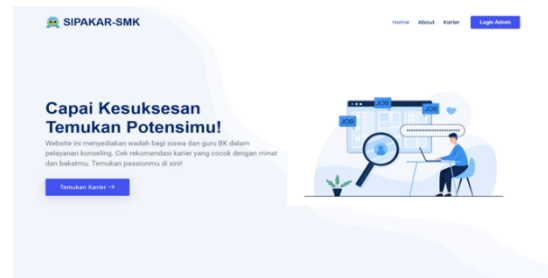 SIPAKAR-SMK
Home About Karier Login Admin
Capai Kesuksesan
Temukan Potensimu!
Website ini menyediakan wadah bagi siswa dan guru BK dalam
pelayanan konseling. Cek rekomendasi karier yang cocok dengan minat
dan bakatmu. Temukan passionmu di sini!
Temukan Karier →
JOB
JOB
JOB